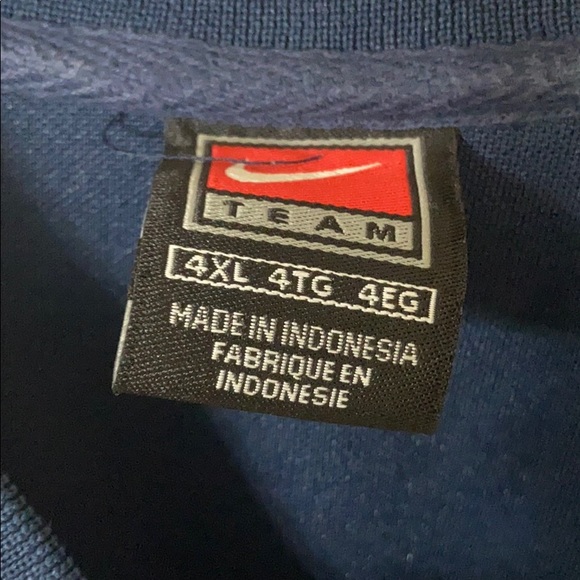 TEAM
4XL 4TG 4EG
MADE IN INDONESIA
FABRIQUE EN
INDONESIE